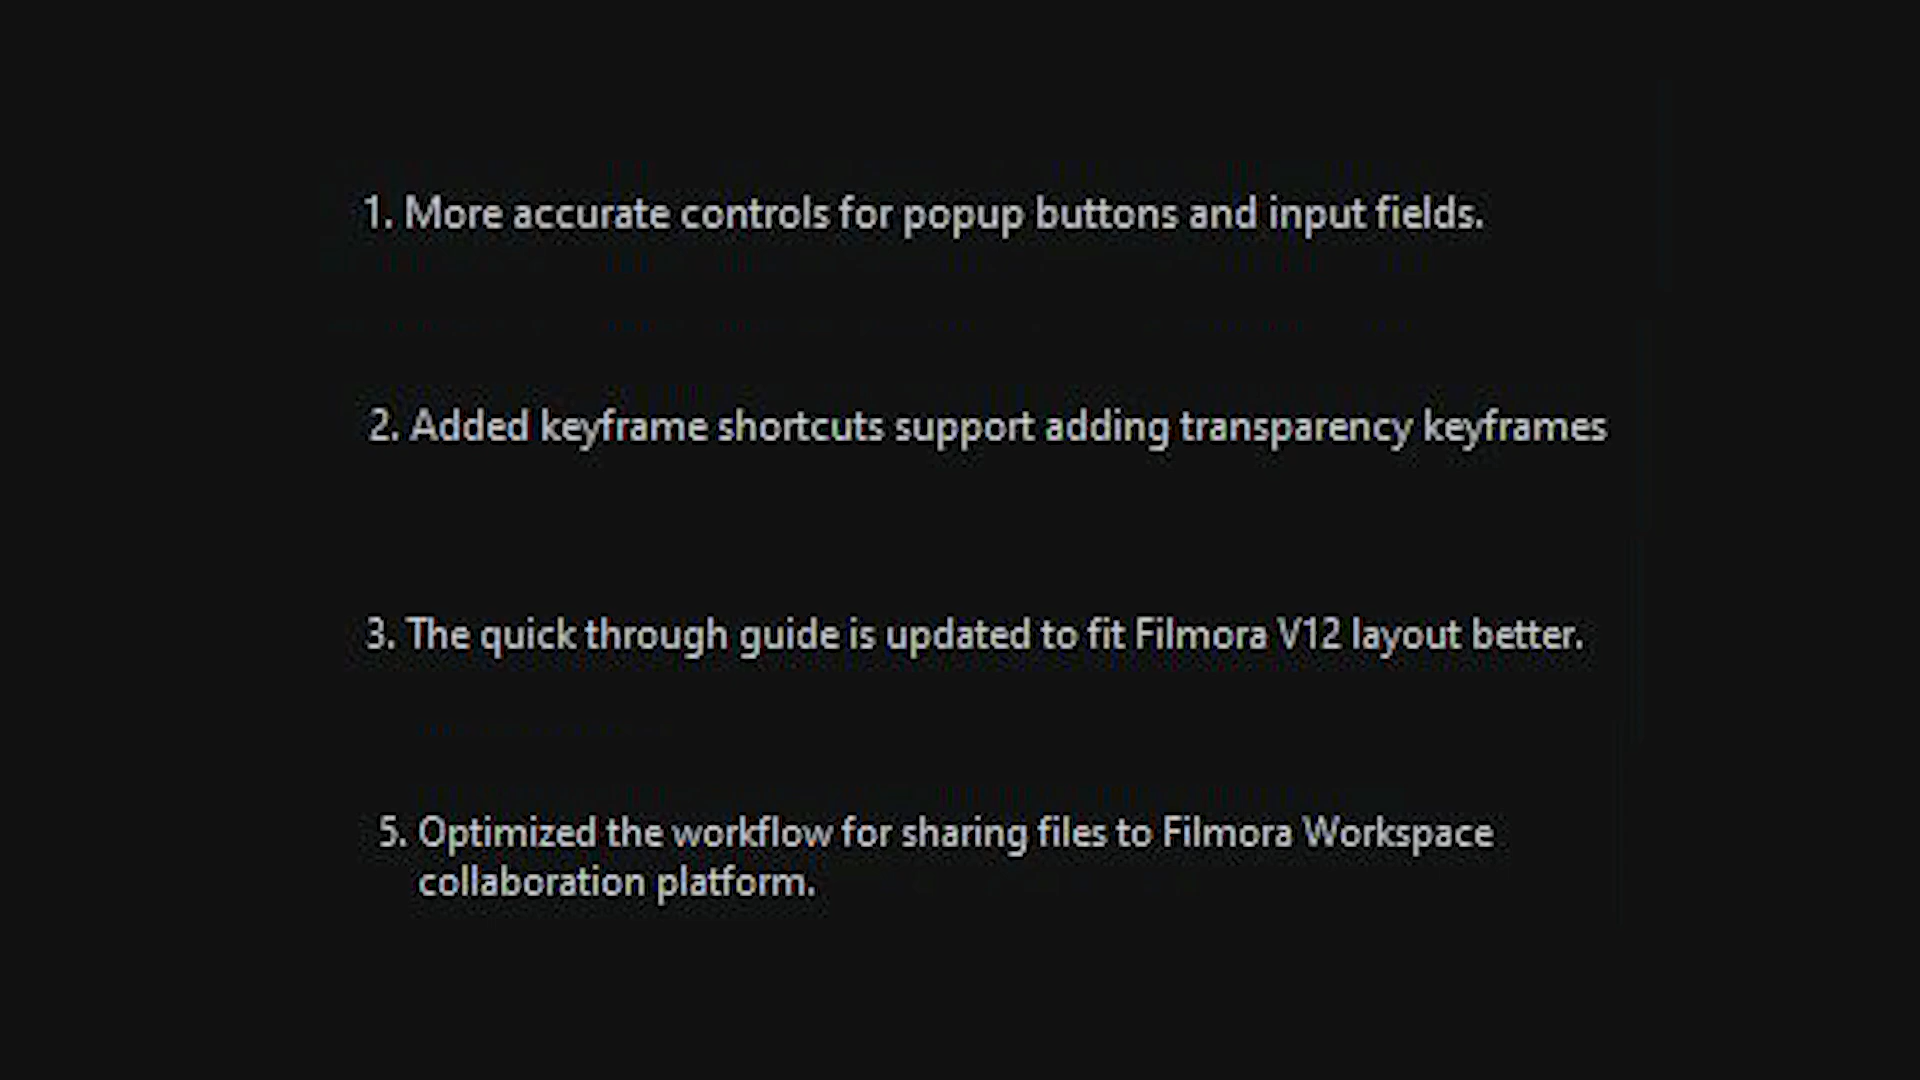 1. More accurate controls for popup buttons and input fields.
2. Added keyframe shortcuts support adding transparency keyframes
3. The quick through guide is updated to fit Filmora V12 layout better.
5. Optimized the workflow for sharing files to Filmora Workspace
collaboration platform.